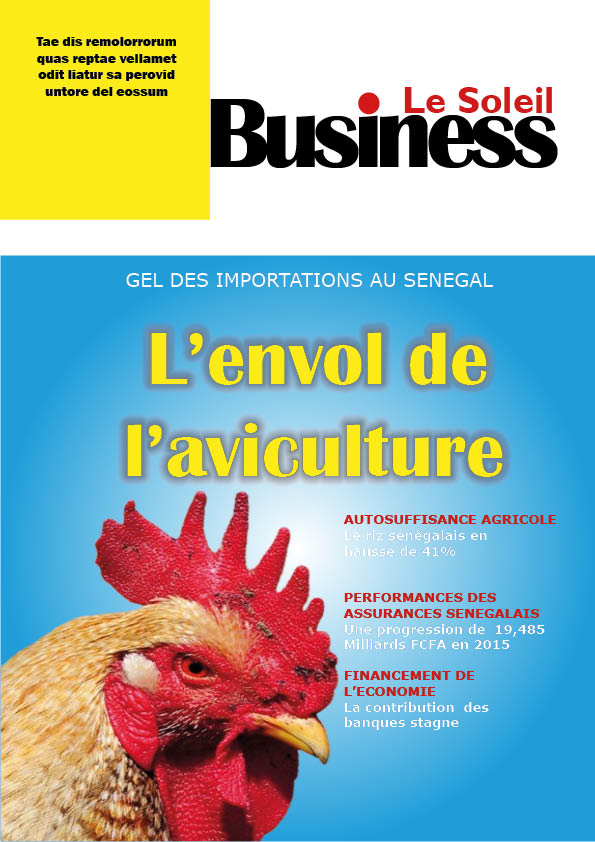 Tae dis remolorrorum
quas reptae vellamet
odit liatur sa perovid
untore del eossum
Le Soleil
Business
GEL DES IMPORTATIONS AU SENEGAL
L’envol de
l’aviculture
AUTOSUFFISANCE AGRICOLE
Le riz sénégalais en
hausse de 41%
PERFORMANCES DES
ASSURANCES SENEGALAIS
Une progression de 19,485
Milliards FCFA en 2015
FINANCEMENT DE
L’ECONOMIE
La contribution des
banques stagne